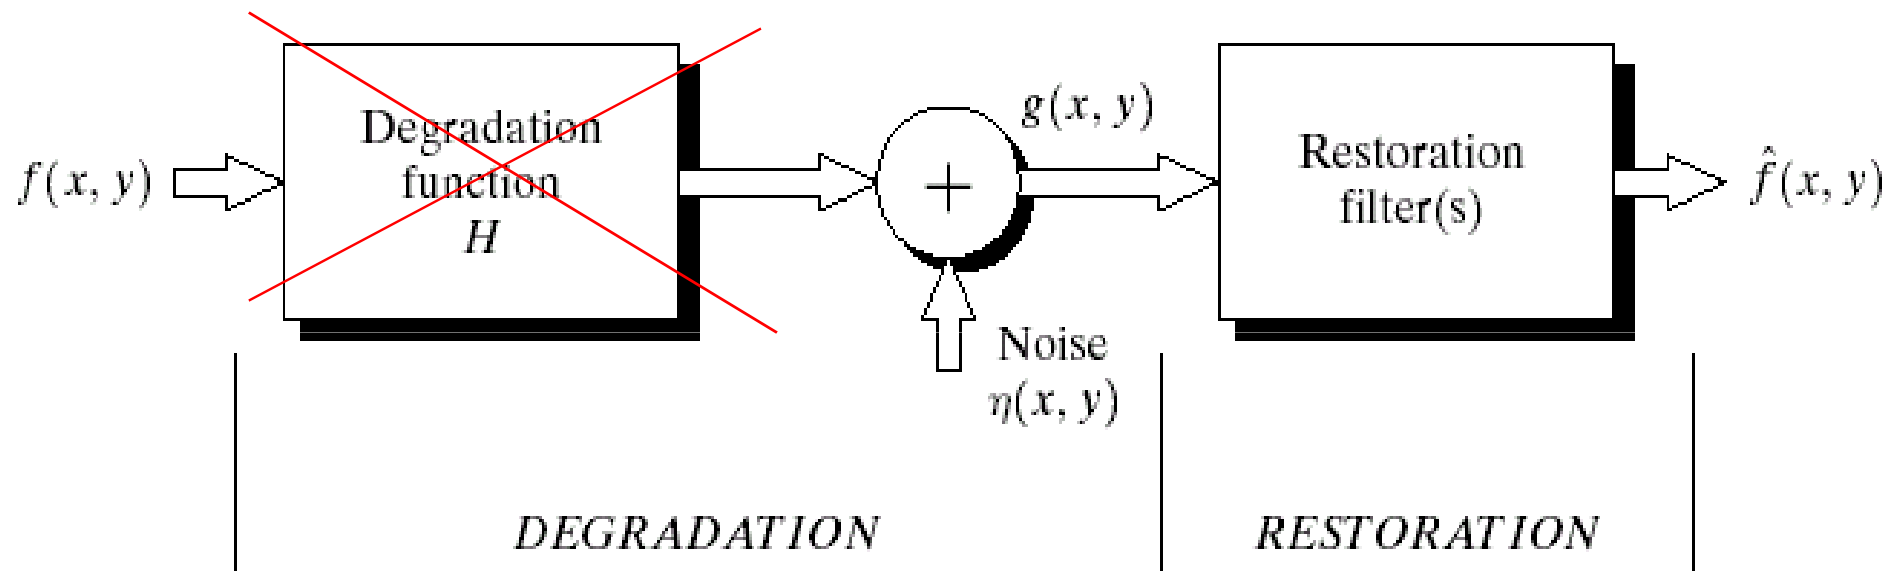 f(x, y)
Degradation
function
H
+
g(x, y)
Noise
η(x, y)
Restoration
filter(s)
f̂(x, y)
DEGRADATION
RESTORATION